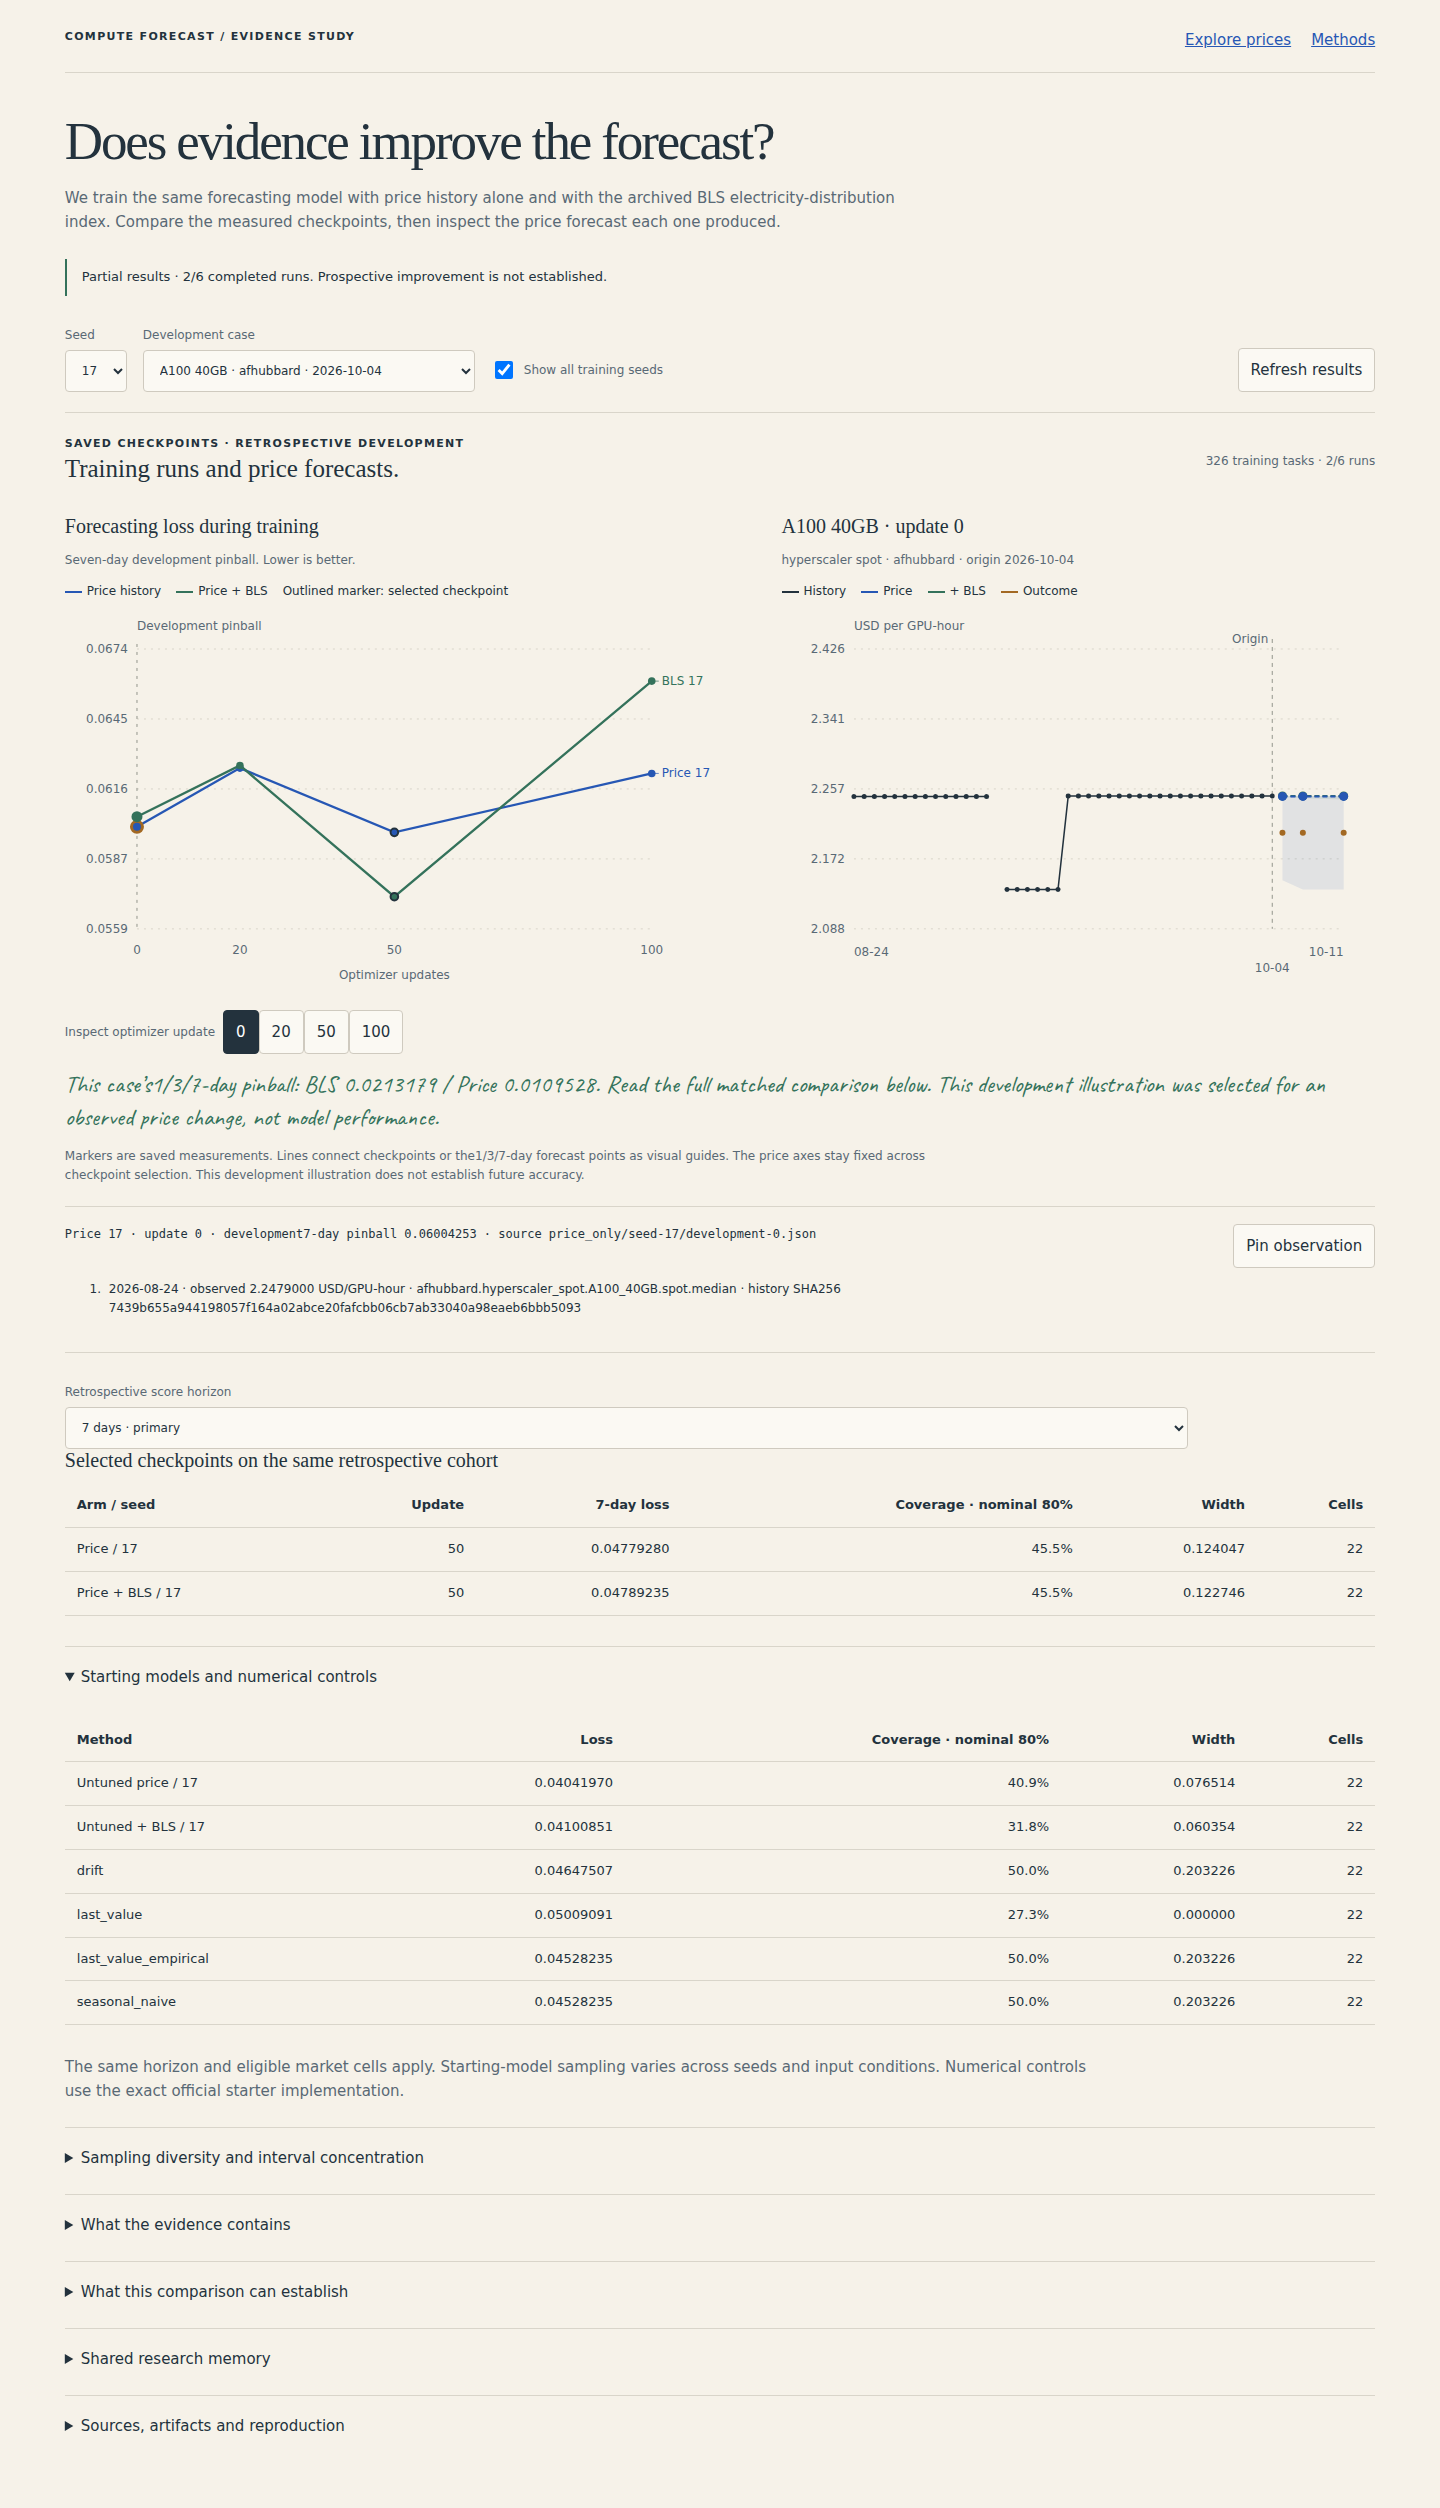 COMPUTE FORECAST / EVIDENCE STUDY
Explore prices Methods
Does evidence improve the forecast?
We train the same forecasting model with price history alone and with the archived BLS electricity-distribution
index. Compare the measured checkpoints, then inspect the price forecast each one produced.
Partial results · 2/6 completed runs. Prospective improvement is not established.
Seed Development case
17 A100 40GB · afhubbard · 2026-10-04 Show all training seeds Refresh results
SAVED CHECKPOINTS · RETROSPECTIVE DEVELOPMENT
Training runs and price forecasts.
326 training tasks · 2/6 runs
Forecasting loss during training
Seven-day development pinball. Lower is better.
Price history Price + BLS Outlined marker: selected checkpoint
Development pinball
0.0674
0.0645
0.0616
0.0587
0.0559
BLS 17
Price 17
0 20 50 100
Optimizer updates
A100 40GB · update 0
hyperscaler spot · afhubbard · origin 2026-10-04
History Price + BLS Outcome
USD per GPU-hour
Origin
2.426
2.341
2.257
2.172
2.088
08-24 10-11
10-04
Inspect optimizer update 0 20 50 100
This case's1/3/7-day pinball: BLS 0.0213179 / Price 0.0109528. Read the full matched comparison below. This development illustration was selected for an
observed price change, not model performance.
Markers are saved measurements. Lines connect checkpoints or the1/3/7-day forecast points as visual guides. The price axes stay fixed across
checkpoint selection. This development illustration does not establish future accuracy.
Price 17 · update 0 · development7-day pinball 0.06004253 · source price_only/seed-17/development-0.json
Pin observation
1. 2026-08-24 · observed 2.2479000 USD/GPU-hour · afhubbard.hyperscaler_spot.A100_40GB.spot.median · history SHA256
7439b655a944198057f164a02abce20fafcbb06cb7ab33040a98eaeb6bbb5093
Retrospective score horizon
7 days · primary
Selected checkpoints on the same retrospective cohort
Arm / seed Update 7-day loss Coverage · nominal 80% Width Cells
Price / 17 50 0.04779280 45.5% 0.124047 22
Price + BLS / 17 50 0.04789235 45.5% 0.122746 22
Starting models and numerical controls
Method Loss Coverage · nominal 80% Width Cells
Untuned price / 17 0.04041970 40.9% 0.076514 22
Untuned + BLS / 17 0.04100851 31.8% 0.060354 22
drift 0.04647507 50.0% 0.203226 22
last_value 0.05009091 27.3% 0.000000 22
last_value_empirical 0.04528235 50.0% 0.203226 22
seasonal_naive 0.04528235 50.0% 0.203226 22
The same horizon and eligible market cells apply. Starting-model sampling varies across seeds and input conditions. Numerical controls
use the exact official starter implementation.
Sampling diversity and interval concentration
What the evidence contains
What this comparison can establish
Shared research memory
Sources, artifacts and reproduction